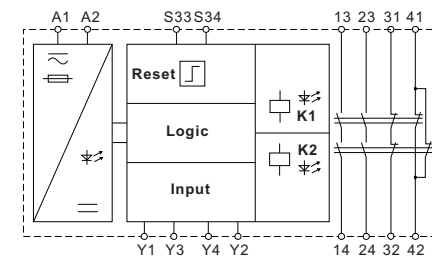 A1 A2 S33 S34 13 23 31 41
Reset
K1
Logic
K2
Input
Y1 Y3 Y4 Y2 14 24 32 42